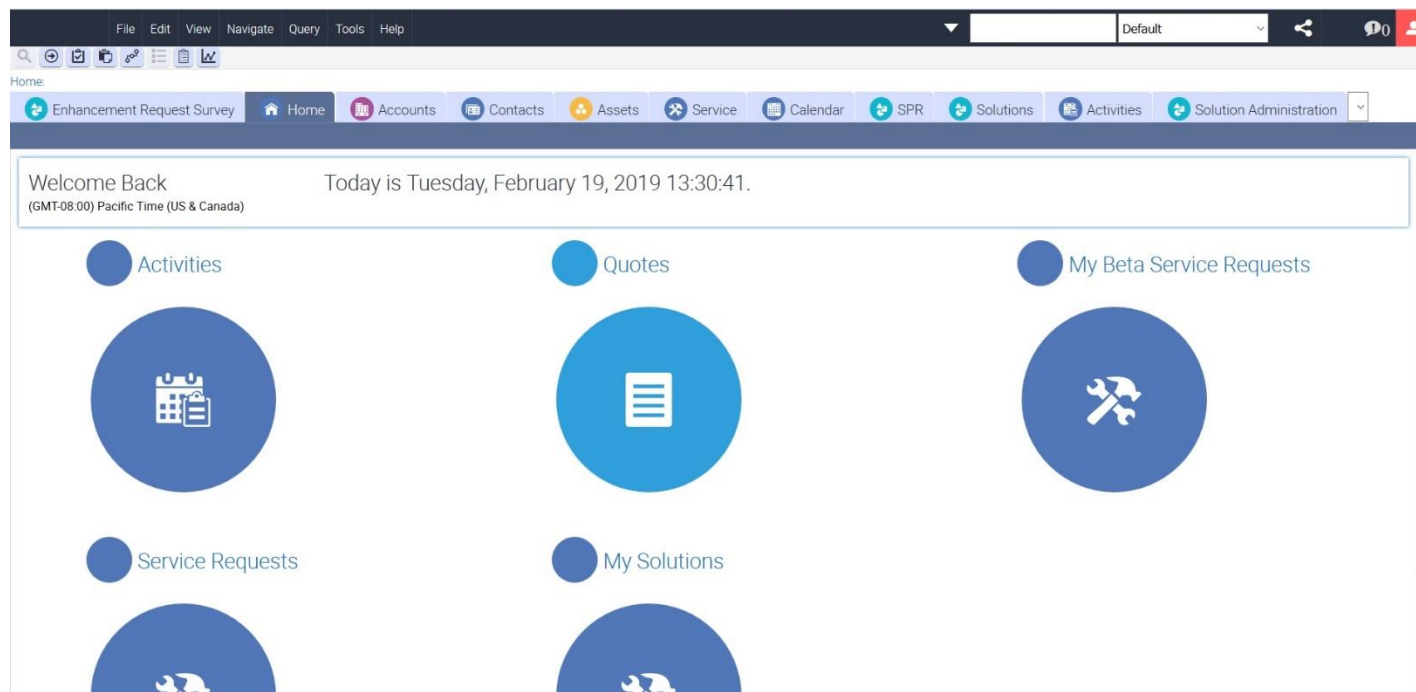 File Edit View Navigate Query Tools Help Default 0
Home:
Enhancement Request Survey Home Accounts Contacts Assets Service Calendar SPR Solutions Activities Solution Administration
Welcome Back Today is Tuesday, February 19, 2019 13:30:41.
(GMT-08:00) Pacific Time (US & Canada)
Activities Quotes My Beta Service Requests
Service Requests My Solutions